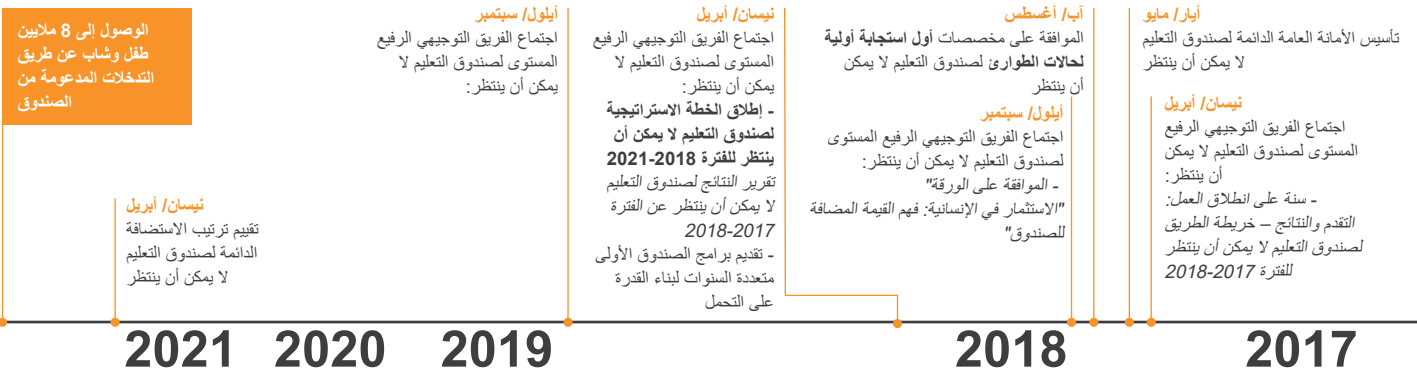 أيار/ مايو
تأسيس الأمانة العامة الدائمة لصندوق التعليم
لا يمكن أن ينتظر
نيسان/ أبريل
اجتماع الفريق التوجيهي الرفيع
المستوى لصندوق التعليم لا يمكن
أن ينتظر:
- سنة على انطلاق العمل:
التقدم والنتائج – خريطة الطريق
لصندوق التعليم لا يمكن أن ينتظر
للفترة 2017-2018
آب/ أغسطس
الموافقة على مخصصات أول استجابة أولية
لحالات الطوارئ لصندوق التعليم لا يمكن
أن ينتظر
أيلول/ سبتمبر
اجتماع الفريق التوجيهي الرفيع المستوى
لصندوق التعليم لا يمكن أن ينتظر:
- الموافقة على الورقة"
"الاستثمار في الإنسانية: فهم القيمة المضافة
للصندوق"
نيسان/ أبريل
اجتماع الفريق التوجيهي الرفيع
المستوى لصندوق التعليم لا
يمكن أن ينتظر:
- إطلاق الخطة الاستراتيجية
لصندوق التعليم لا يمكن أن
ينتظر للفترة 2018-2021
تقرير النتائج لصندوق التعليم
لا يمكن أن ينتظر عن الفترة
2017-2018
- تقديم برامج الصندوق الأولى
متعددة السنوات لبناء القدرة
على التحمل
أيلول/ سبتمبر
اجتماع الفريق التوجيهي الرفيع
المستوى لصندوق التعليم لا
يمكن أن ينتظر:
نيسان/ أبريل
تقييم ترتيب الاستضافة
الدائمة لصندوق التعليم
لا يمكن أن ينتظر
الوصول إلى 8 ملايين
طفل وشاب عن طريق
التدخلات المدعومة من
الصندوق
2017
2018
2019
2020
2021